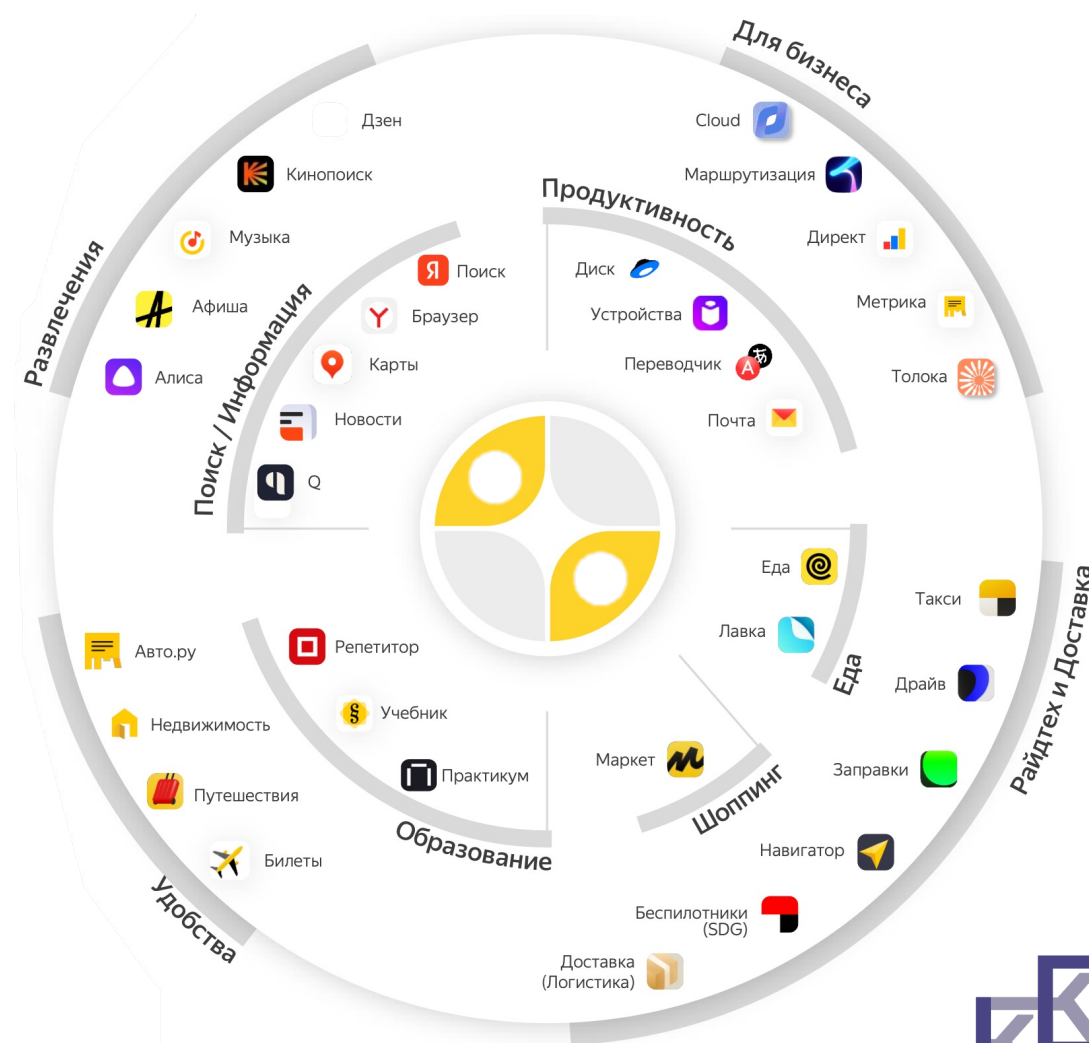 Для бизнеса
Cloud
Маршрутизация
Директ
Метрика
Толока
Развлечения
Дзен
Кинопоиск
Музыка
Афиша
Алиса
Поиск / Информация
Я
Поиск
Браузер
Карты
Новости
Q
Продуктивность
Диск
Устройства
Переводчик
あ
A
Почта
Еда
Еда
Лавка
Райдтех и Доставка
Такси
Драйв
Заправки
Навигатор
Беспилотники
(SDG)
Доставка
(Логистика)
Шоппинг
Маркет
Образование
Репетитор
§
Учебник
Практикум
Удобства
Авто.ру
Недвижимость
Путешествия
Билеты